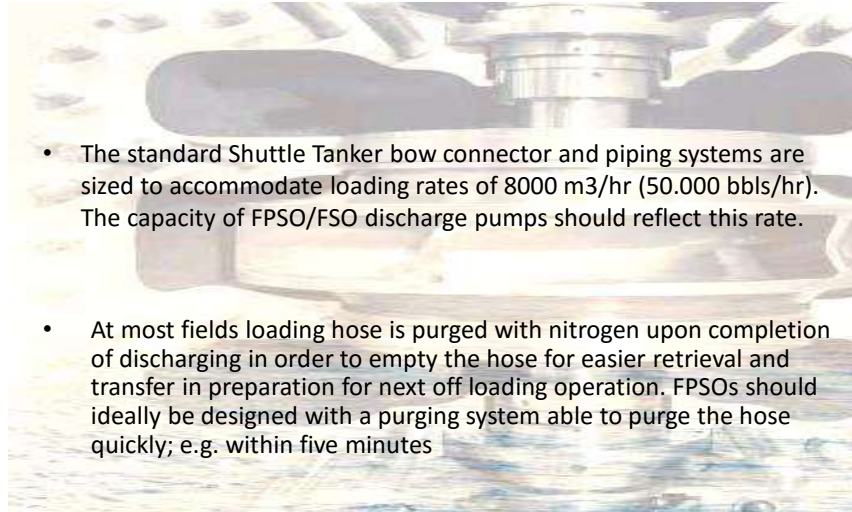 • The standard Shuttle Tanker bow connector and piping systems are
sized to accommodate loading rates of 8000 m3/hr (50.000 bbls/hr).
The capacity of FPSO/FSO discharge pumps should reflect this rate.
• At most fields loading hose is purged with nitrogen upon completion
of discharging in order to empty the hose for easier retrieval and
transfer in preparation for next off loading operation. FPSOs should
ideally be designed with a purging system able to purge the hose
quickly; e.g. within five minutes